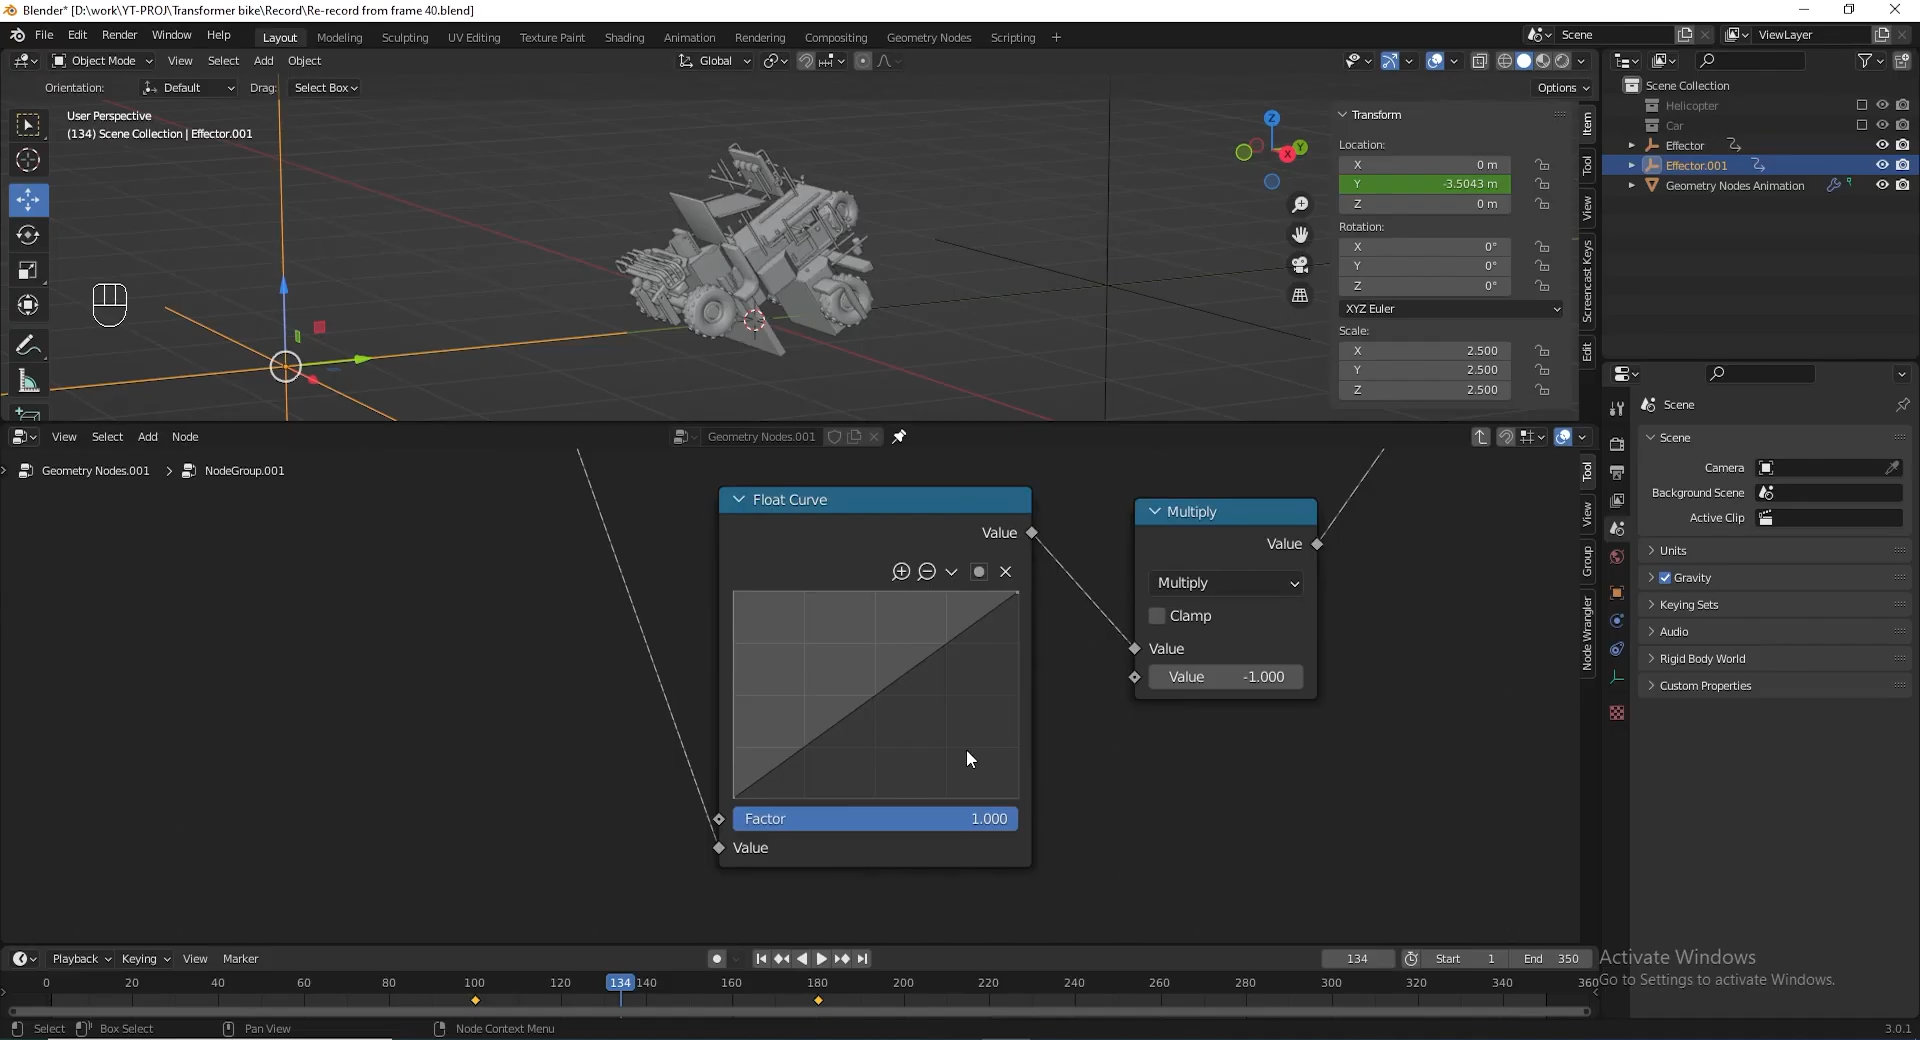 Blender* [D:\work\YT-PROJ\Transformer bike\Record\Re-record from frame 40.blend]
File Edit Render Window Help Layout Modeling Sculpting UV Editing Texture Paint Shading Animation Rendering Compositing Geometry Nodes Scripting + Scene ViewLayer
Object Mode View Select Add Object Global
Orientation: Default Drag: Select Box Options
User Perspective
(134) Scene Collection | Effector.001
Z
Y
X
Transform
Location:
X 0 m
Y -3.5043 m
Z 0 m
Rotation:
X 0°
Y 0°
Z 0°
XYZ Euler
Scale:
X 2.500
Y 2.500
Z 2.500
Item
Tool
View
Screencast Keys
Edit
Scene Collection
Helicopter
Car
Effector
Effector.001
Geometry Nodes Animation
Scene
Scene
Camera
Background Scene
Active Clip
Units
Gravity
Keying Sets
Audio
Rigid Body World
Custom Properties
View Select Add Node Geometry Nodes.001
Geometry Nodes.001 > NodeGroup.001
Float Curve
Value
Factor 1.000
Value
Multiply
Value
Multiply
Clamp
Value
Value -1.000
Tool
View
Group
Node Wrangler
Playback Keying View Marker 134 Start 1 End 350
0 20 40 60 80 100 120 134 140 160 180 200 220 240 260 280 300 320 340 360
Activate Windows
Go to Settings to activate Windows.
Select Box Select Pan View Node Context Menu 3.0.1